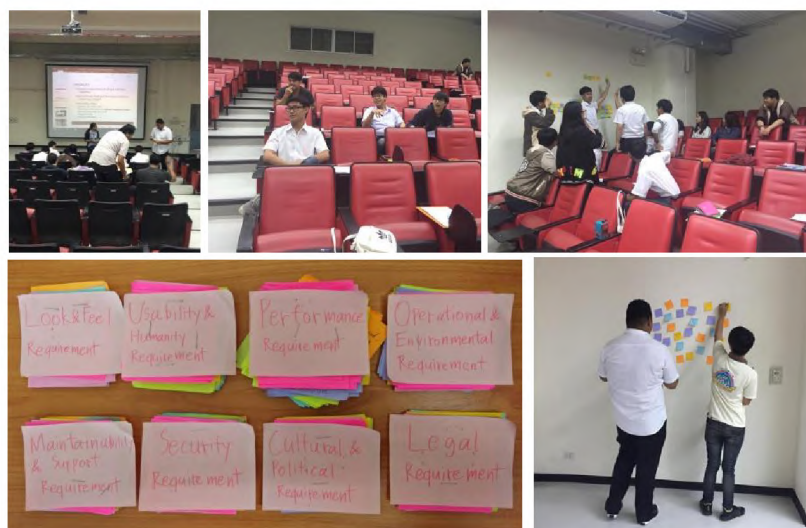 Look & Feel
Requirement
Usability &
Humanity
Requirement
Performance
Requirement
Operational &
Environmental
Requirement
Maintainability
& Support
Requirement
Security
Requirement
Cultural &
Political
Requirement
Legal
Requirement